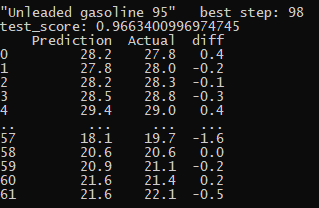 "Unleaded gasoline 95"   best step: 98
test_score: 0.9663400996974745
    Prediction  Actual  diff
0         28.2    27.8   0.4
1         27.8    28.0  -0.2
2         28.2    28.3  -0.1
3         28.5    28.8  -0.3
4         29.4    29.0   0.4
..         ...     ...   ...
57        18.1    19.7  -1.6
58        20.6    20.6   0.0
59        20.9    21.1  -0.2
60        21.6    21.4   0.2
61        21.6    22.1  -0.5